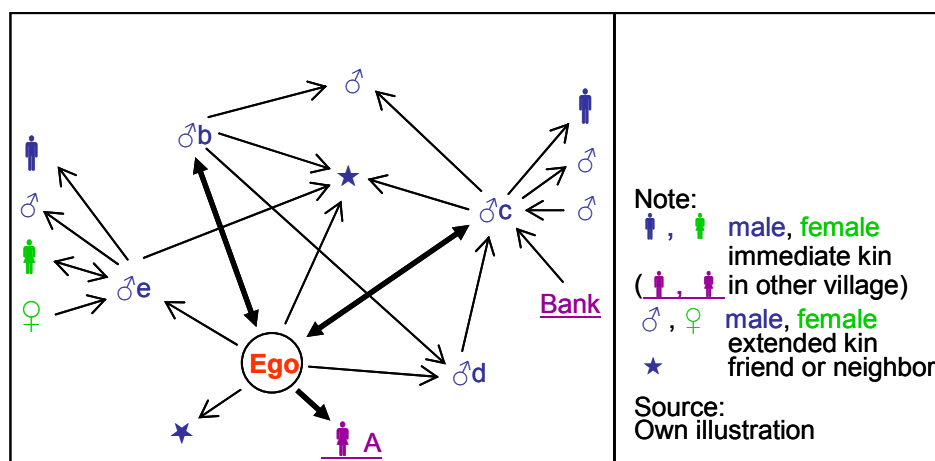 ♂
♂b
♂
♂
♂c
♂
♂e
♀
Bank
Ego
♂d
A
Note:
, male, female
immediate kin
( , in other village)
♂, ♀ male, female
extended kin
★ friend or neighbor
Source:
Own illustration